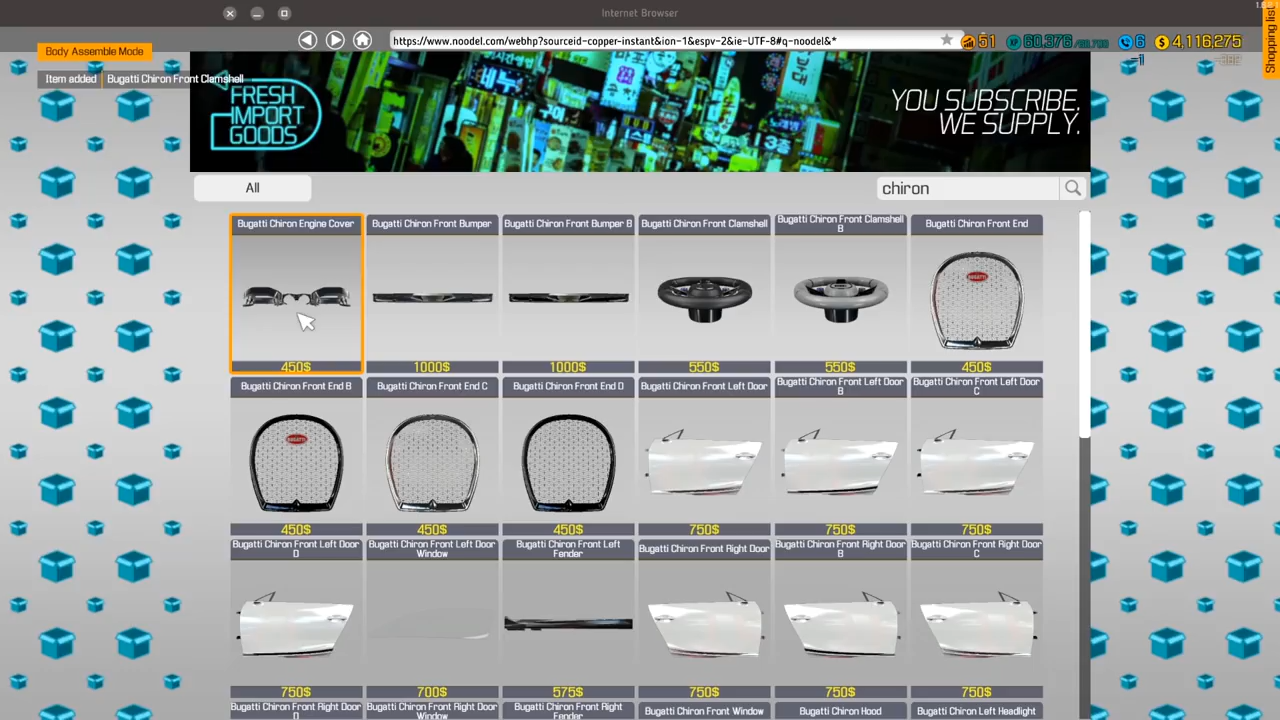 Internet Browser
Body Assemble Mode
https://www.noodel.com/webhp?sourceid-copper-instant&ion-1&espv-2&ie-UTF-8#q-noodel&*
51
6
4,116,275
Shopping list
Item added Bugatti Chiron Front Clamshell
-1
FRESH
IMPORT
GOODS
YOU SUBSCRIBE.
WE SUPPLY.
All
chiron
Bugatti Chiron Engine Cover
Bugatti Chiron Front Bumper
Bugatti Chiron Front Bumper B
Bugatti Chiron Front Clamshell
Bugatti Chiron Front Clamshell
B
Bugatti Chiron Front End
BUGATTI
450$
1000$
1000$
550$
550$
450$
Bugatti Chiron Front End B
Bugatti Chiron Front End C
Bugatti Chiron Front End D
Bugatti Chiron Front Left Door
Bugatti Chiron Front Left Door
B
Bugatti Chiron Front Left Door
C
BUGATTI
450$
450$
450$
750$
750$
750$
Bugatti Chiron Front Left Door
D
Bugatti Chiron Front Left Door
Window
Bugatti Chiron Front Left
Fender
Bugatti Chiron Front Right Door
Bugatti Chiron Front Right Door
B
Bugatti Chiron Front Right Door
C
750$
700$
575$
750$
750$
750$
Bugatti Chiron Front Right Door
D
Bugatti Chiron Front Right Door
Window
Bugatti Chiron Front Right
Fender
Bugatti Chiron Front Window
Bugatti Chiron Hood
Bugatti Chiron Left Headlight